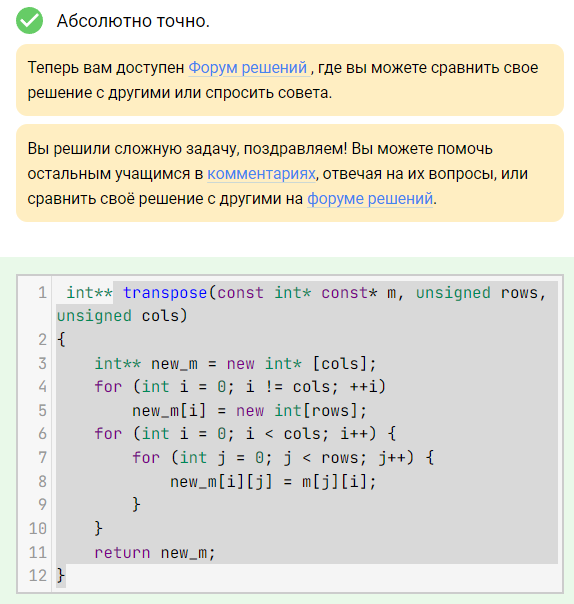 Абсолютно точно.
Теперь вам доступен Форум решений , где вы можете сравнить свое
решение с другими или спросить совета.
Вы решили сложную задачу, поздравляем! Вы можете помочь
остальным учащимся в комментариях, отвечая на их вопросы, или
сравнить своё решение с другими на форуме решений.
1 int** transpose(const int* const* m, unsigned rows,
unsigned cols)
2 {
3 int** new_m = new int* [cols];
4 for (int i = 0; i != cols; ++i)
5 new_m[i] = new int[rows];
6 for (int i = 0; i < cols; i++) {
7 for (int j = 0; j < rows; j++) {
8 new_m[i][j] = m[j][i];
9 }
10 }
11 return new_m;
12 }